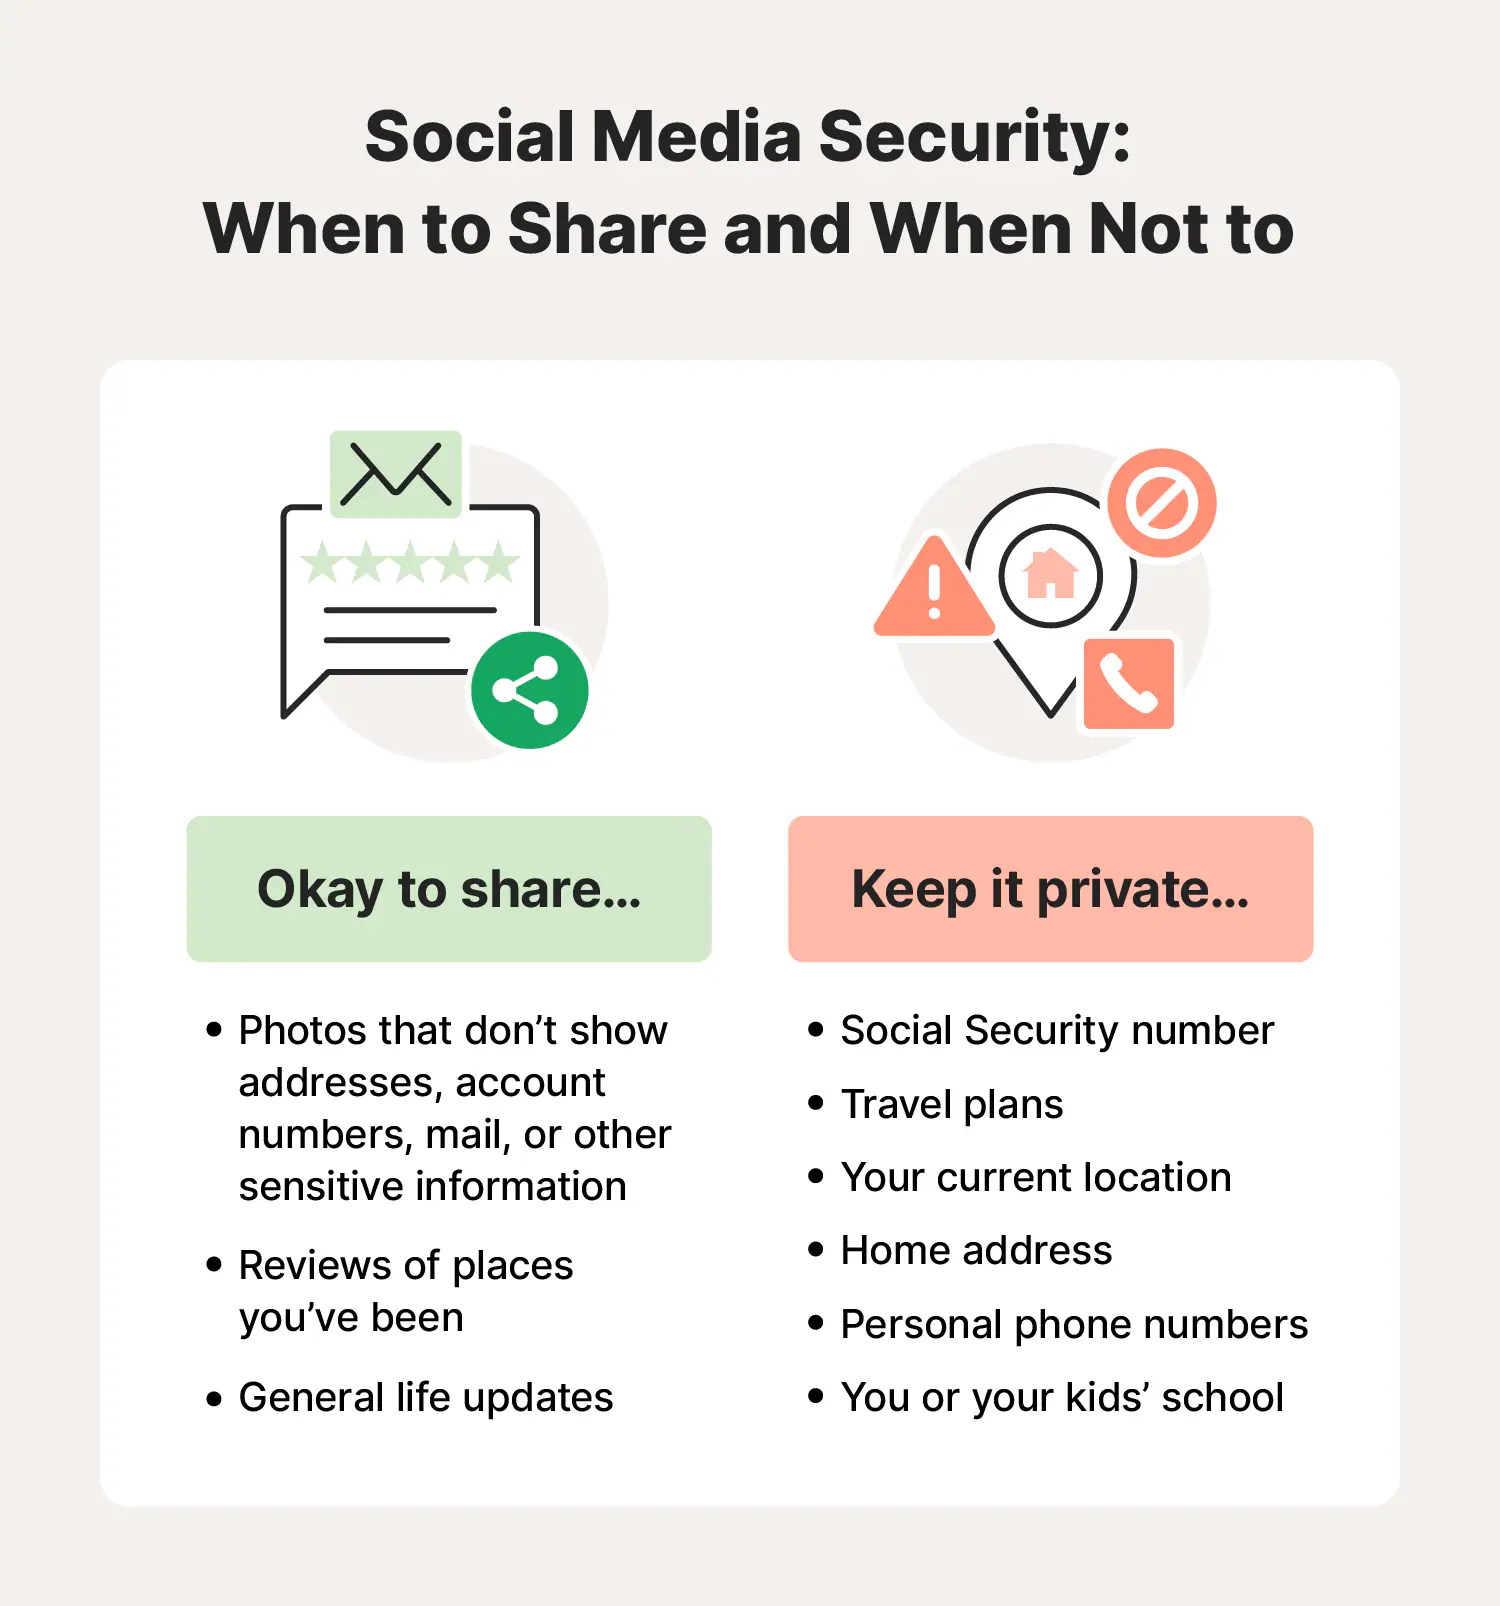 Social Media Security:
When to Share and When Not to
Okay to share...
• Photos that don’t show
addresses, account
numbers, mail, or other
sensitive information
• Reviews of places
you’ve been
• General life updates
Keep it private...
• Social Security number
• Travel plans
• Your current location
• Home address
• Personal phone numbers
• You or your kids’ school